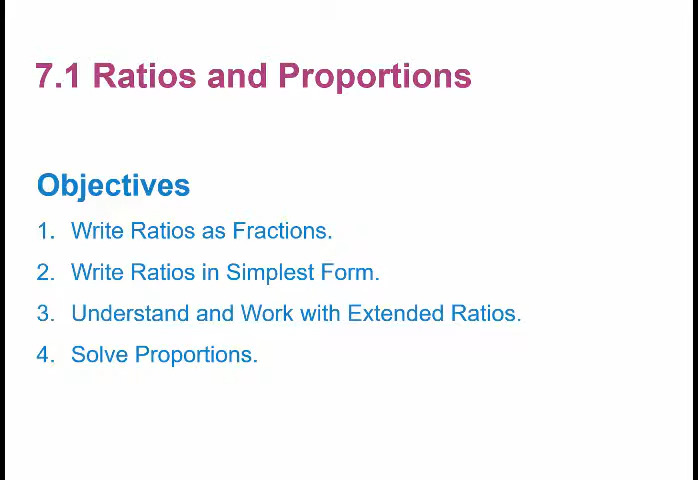 7.1 Ratios and Proportions
Objectives
1. Write Ratios as Fractions.
2. Write Ratios in Simplest Form.
3. Understand and Work with Extended Ratios.
4. Solve Proportions.